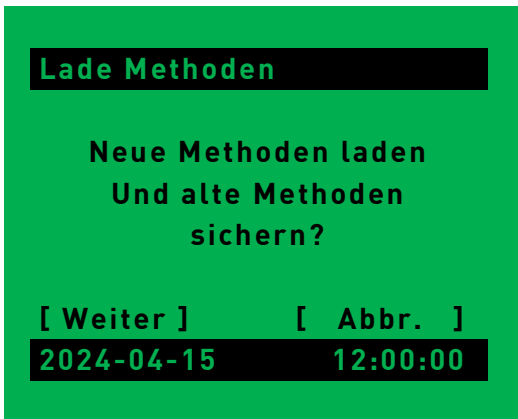 Lade Methoden
Neue Methoden laden
Und alte Methoden
sichern?
[ Weiter ] [ Abbr. ]
2024-04-15 12:00:00